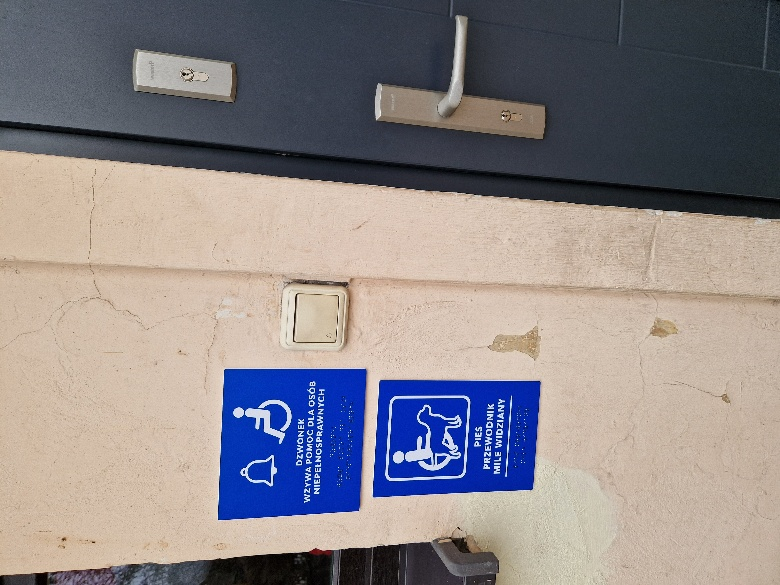 DZWONEK
WZYWA POMOC DLA OSÓB
NIEPEŁNOSPRAWNYCH
PIES
PRZEWODNIK
MILE WIDZIANY